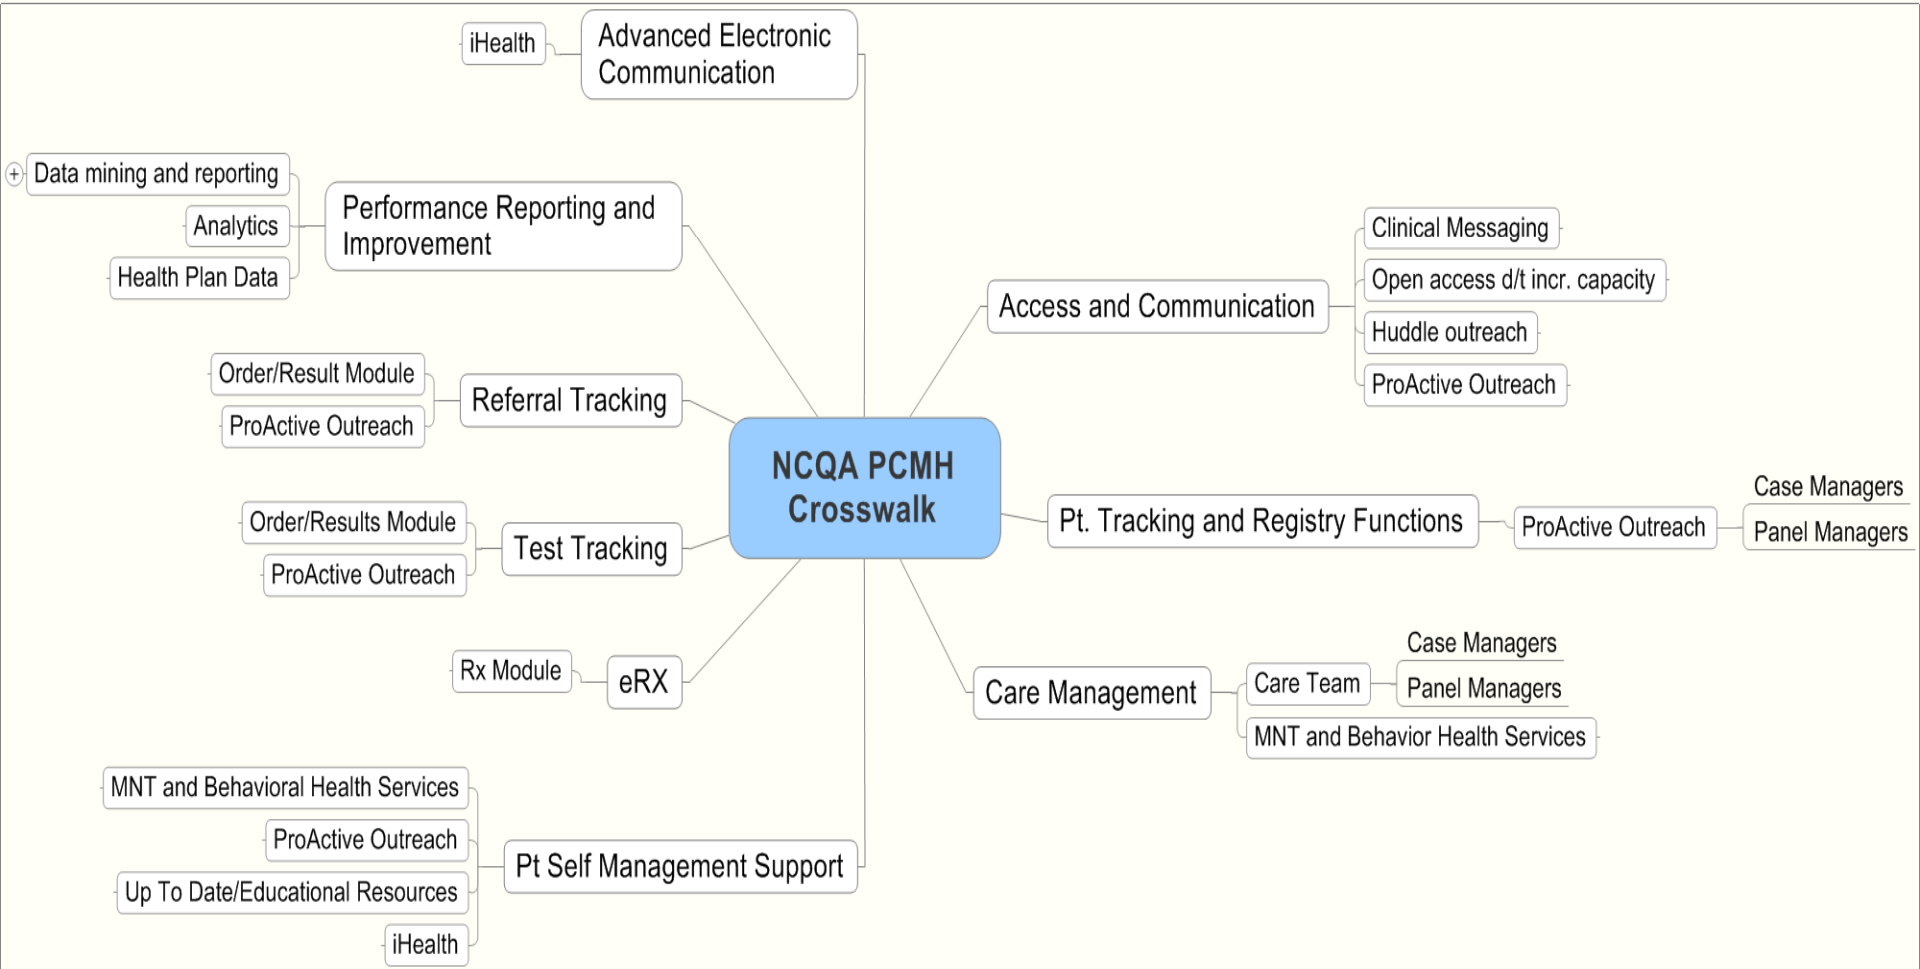 iHealth
Advanced Electronic
Communication
+
Data mining and reporting
Analytics
Health Plan Data
Performance Reporting and
Improvement
Order/Result Module
ProActive Outreach
Referral Tracking
Order/Results Module
ProActive Outreach
Test Tracking
Rx Module
eRX
MNT and Behavioral Health Services
ProActive Outreach
Up To Date/Educational Resources
iHealth
Pt Self Management Support
NCQA PCMH
Crosswalk
Access and Communication
Clinical Messaging
Open access d/t incr. capacity
Huddle outreach
ProActive Outreach
Pt. Tracking and Registry Functions
ProActive Outreach
Case Managers
Panel Managers
Care Management
Care Team
Case Managers
Panel Managers
MNT and Behavior Health Services